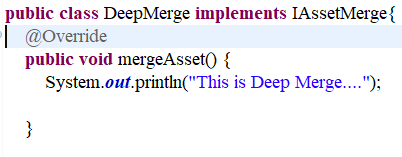 public class DeepMerge implements IAssetMerge{
@Override
public void mergeAsset() {
System.out.println("This is Deep Merge....");
}